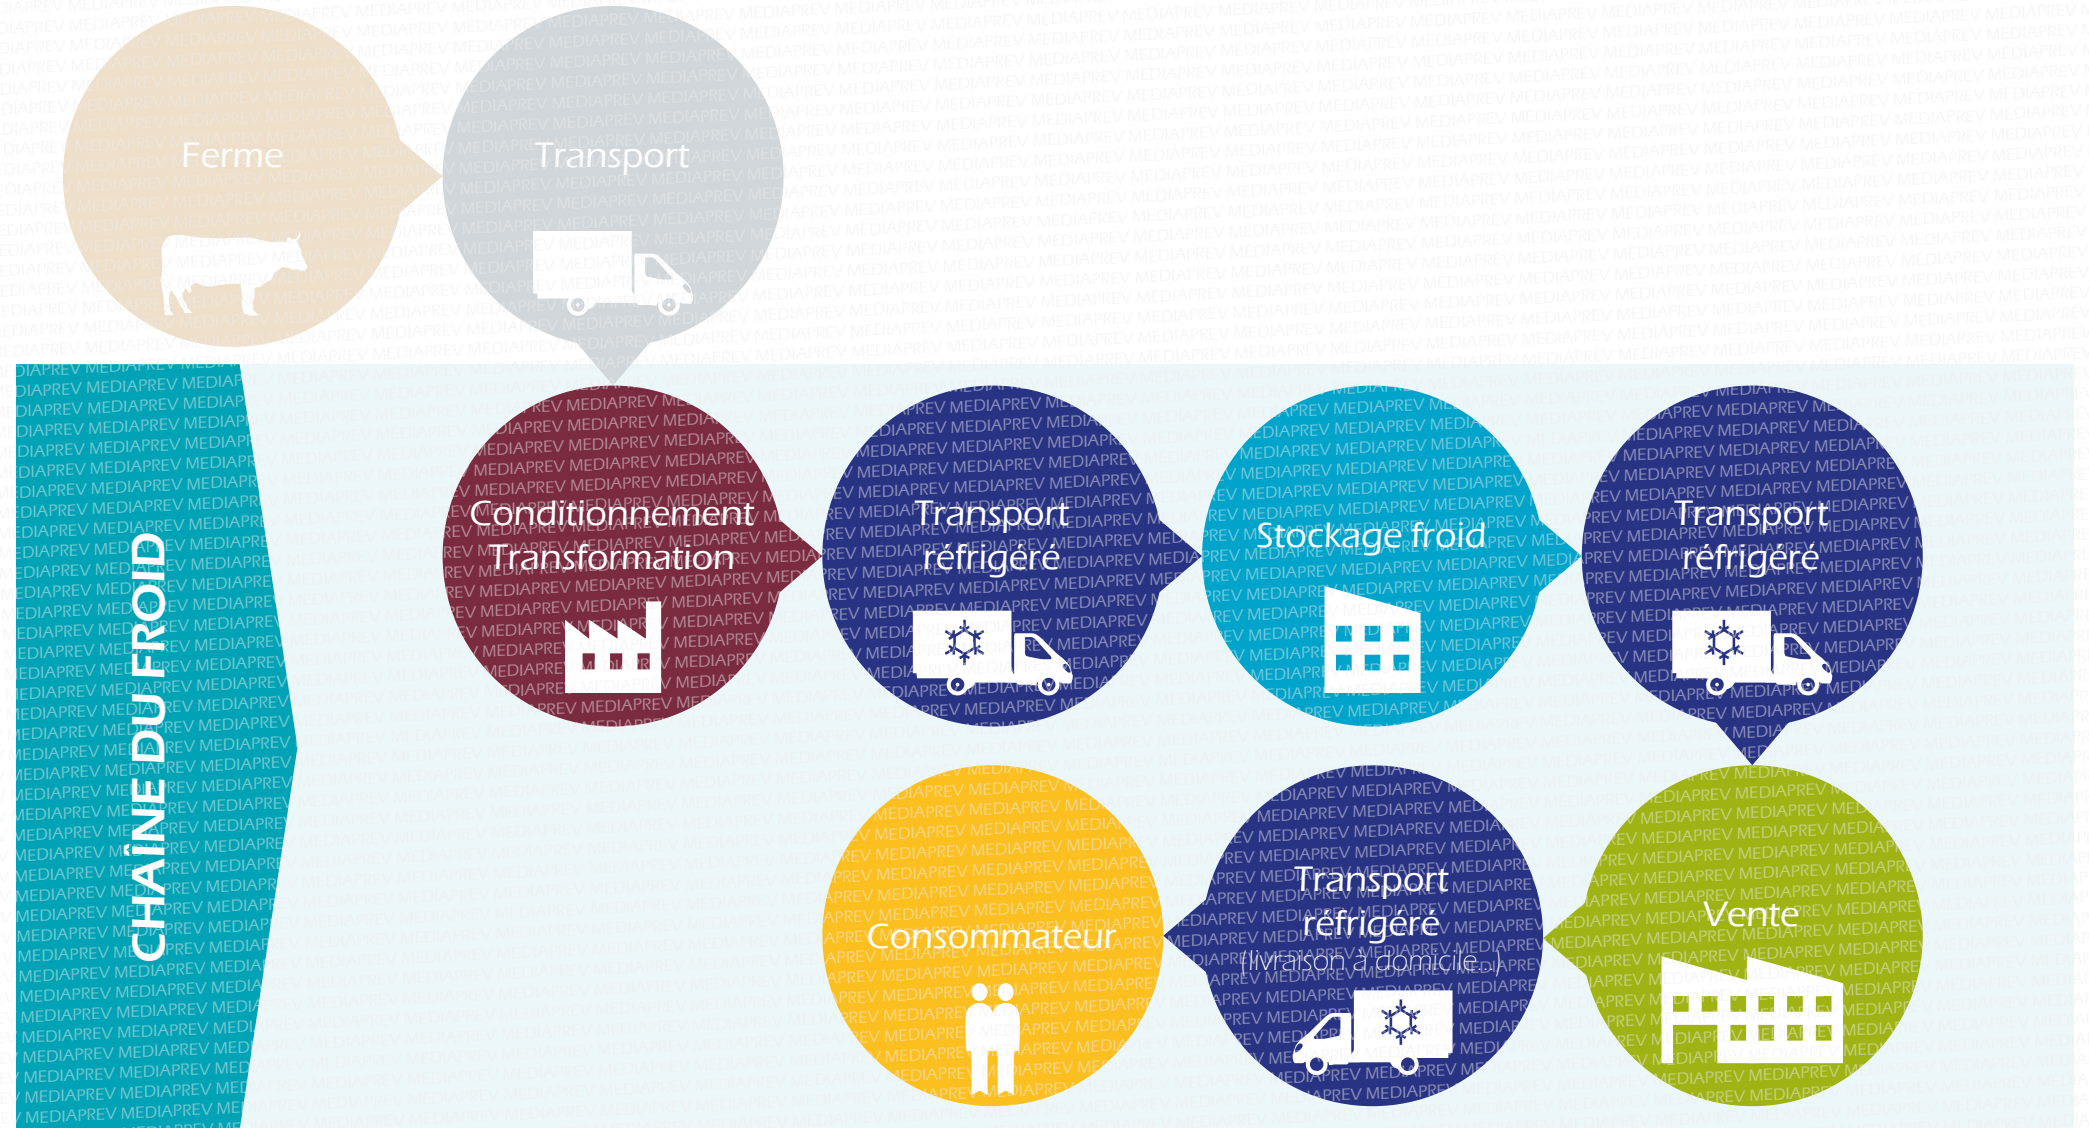 Ferme
Transport
CHAÎNE DU FROID
Conditionnement
Transformation
Transport
réfrigéré
Stockage froid
Transport
réfrigéré
Consommateur
Transport
réfrigéré
(livraison à domicile...)
Vente
MEDIAPREV